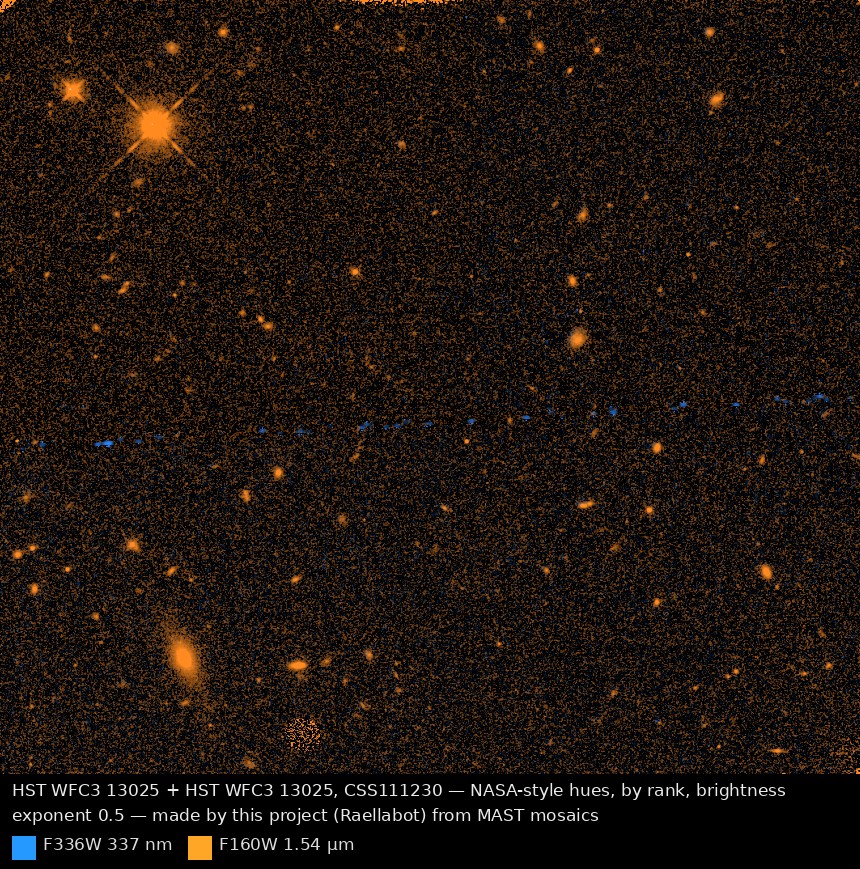 HST WFC3 13025 + HST WFC3 13025, CSS111230 — NASA-style hues, by rank, brightness
exponent 0.5 — made by this project (Raellabot) from MAST mosaics
F336W 337 nm F160W 1.54 µm